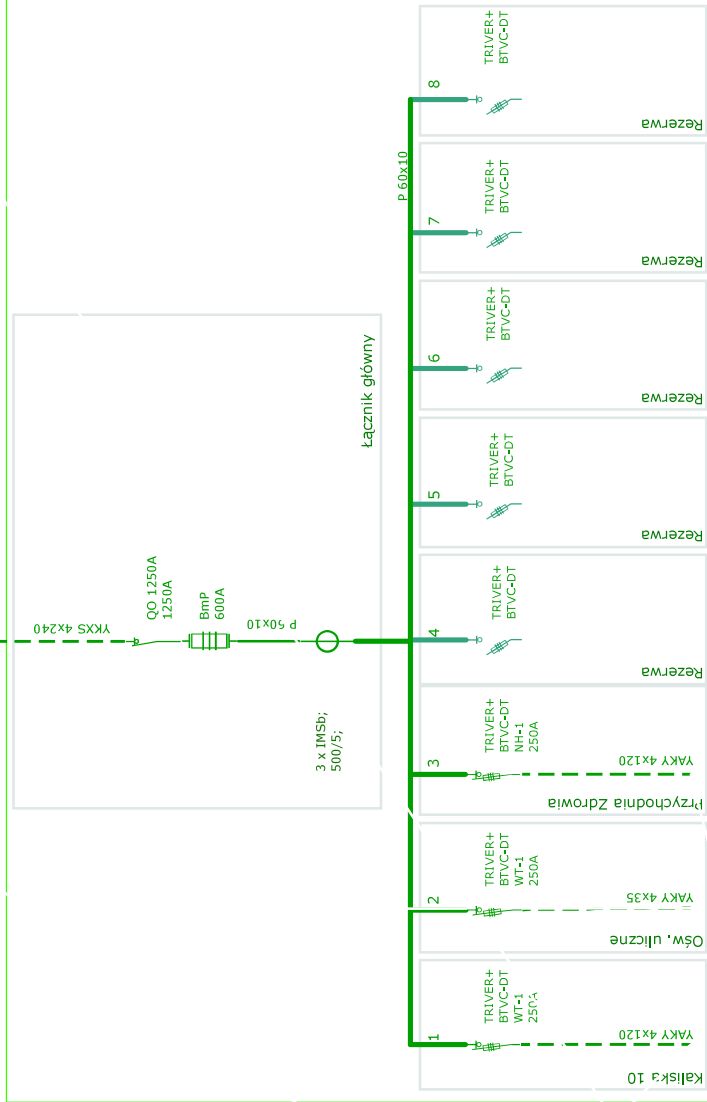 Łącznik główny
YKXS 4x240
QO 1250A
1250A
BmP
600A
P 50x10
3 x IMSb;
500/5;
P 60x10
8
TRIVER+
BTVC-DT
Rezerwa
7
TRIVER+
BTVC-DT
Rezerwa
6
TRIVER+
BTVC-DT
Rezerwa
5
TRIVER+
BTVC-DT
Rezerwa
4
TRIVER+
BTVC-DT
Rezerwa
3
TRIVER+
BTVC-DT
NH-1
250A
YAKY 4x120
Przychodnia Zdrowia
2
TRIVER+
BTVC-DT
WT-1
250A
YAKY 4x35
Ośw. uliczne
1
TRIVER+
BTVC-DT
WT-1
250A
YAKY 4x120
Kaliska 10